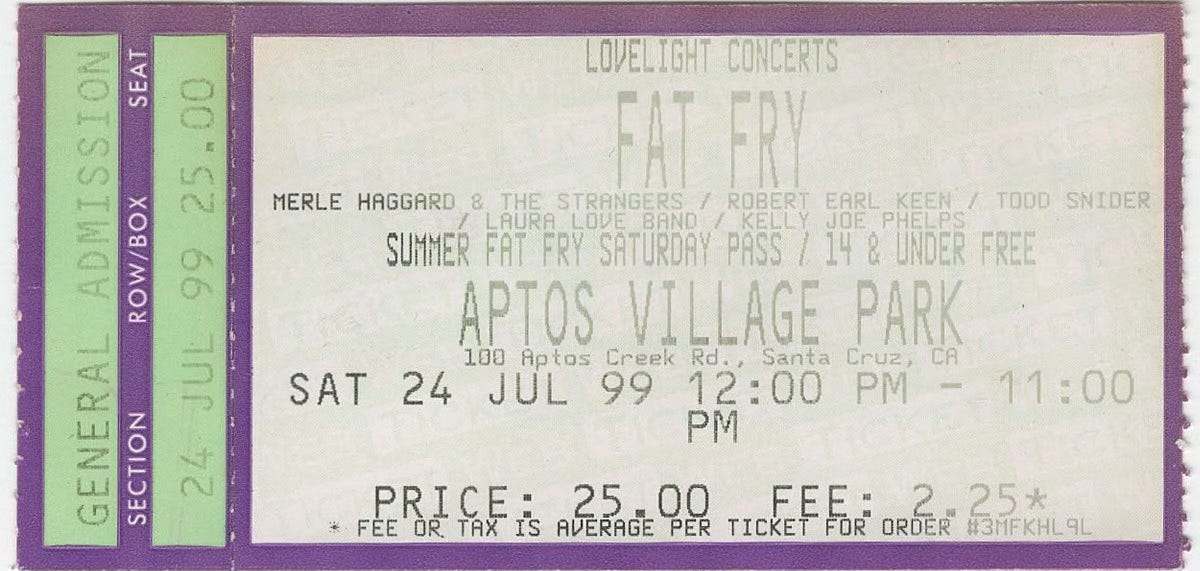 GENERAL ADMISSION
SECTION ROW/BOX SEAT
24 JUL 99 25.00
LOVELIGHT CONCERTS
FAT FRY
MERLE HAGGARD & THE STRANGERS / ROBERT EARL KEEN / TODD SNIDER
/ LAURA LOVE BAND / KELLY JOE PHELPS
SUMMER FAT FRY SATURDAY PASS / 14 & UNDER FREE
APTOS VILLAGE PARK
100 Aptos Creek Rd., Santa Cruz, CA
SAT 24 JUL 99 12:00 PM - 11:00
PM
PRICE: 25.00 FEE: 2.25*
* FEE OR TAX IS AVERAGE PER TICKET FOR ORDER #3MFKHL9L